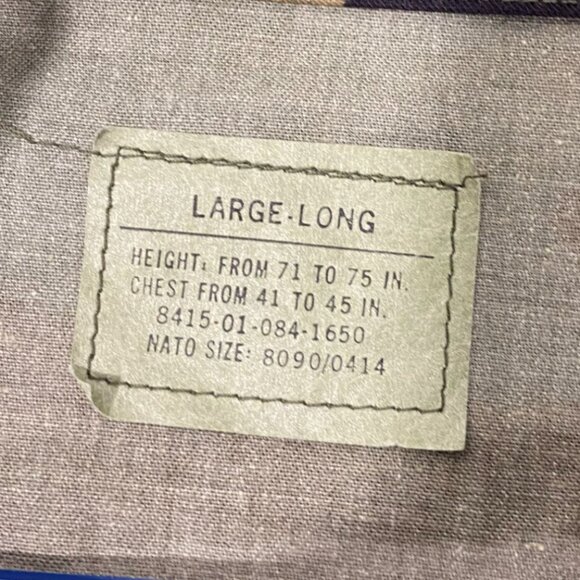 LARGE-LONG
HEIGHT: FROM 71 TO 75 IN.
CHEST FROM 41 TO 45 IN.
8415-01-084-1650
NATO SIZE: 8090/0414